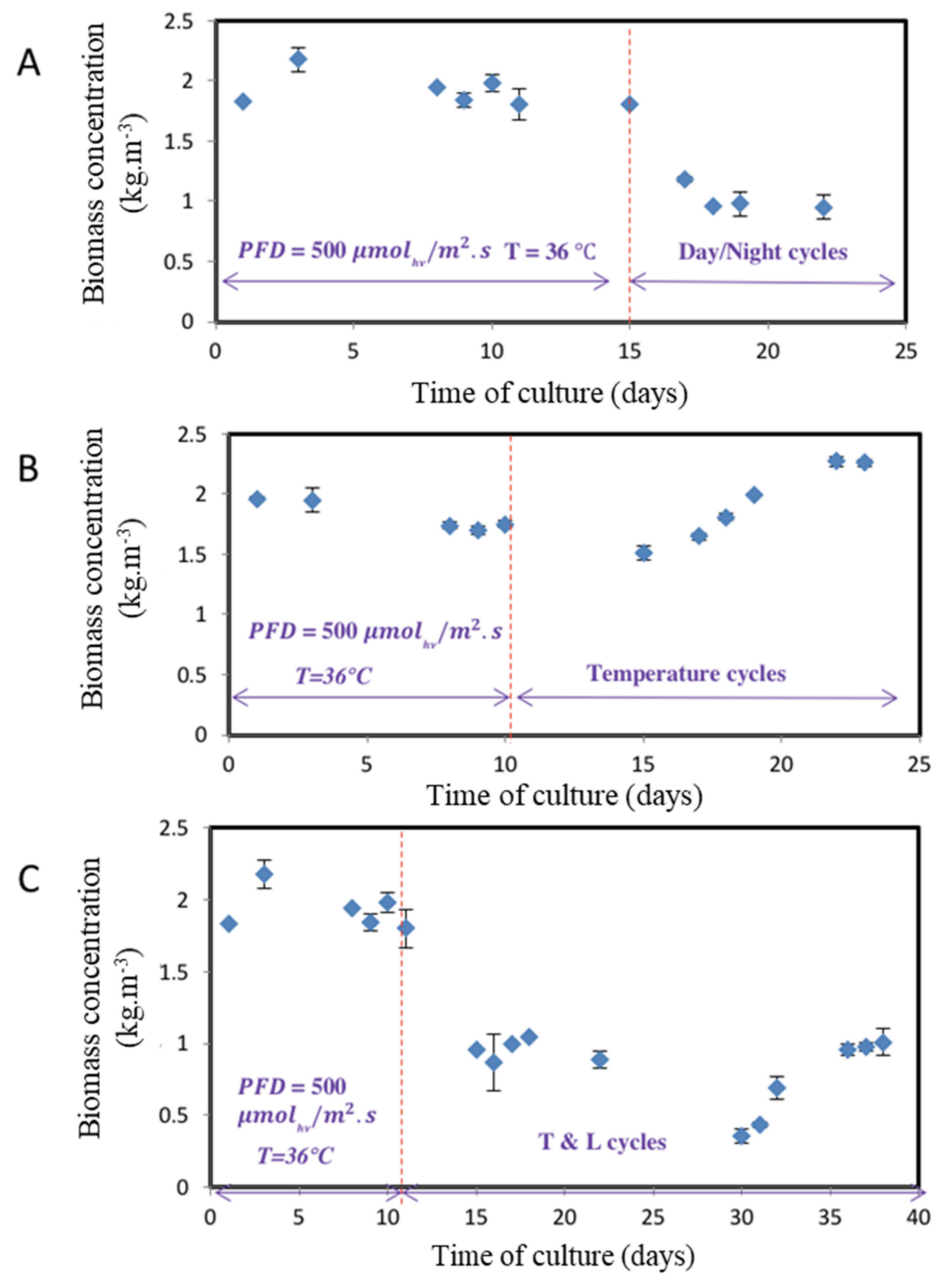 A
Biomass concentration
(kg.m-3)
2.5
2
1.5
1
0.5
0
PFD = 500 μmolhν/m2.s T = 36 °C
Day/Night cycles
0 5 10 15 20 25
Time of culture (days)
B
Biomass concentration
(kg.m-3)
2.5
2
1.5
1
0.5
0
PFD = 500 μmolhν/m2.s
T=36°C
Temperature cycles
0 5 10 15 20 25
Time of culture (days)
C
Biomass concentration
(kg.m-3)
2.5
2
1.5
1
0.5
0
PFD = 500
μmolhν/m2.s
T=36°C
T & L cycles
0 5 10 15 20 25 30 35 40
Time of culture (days)